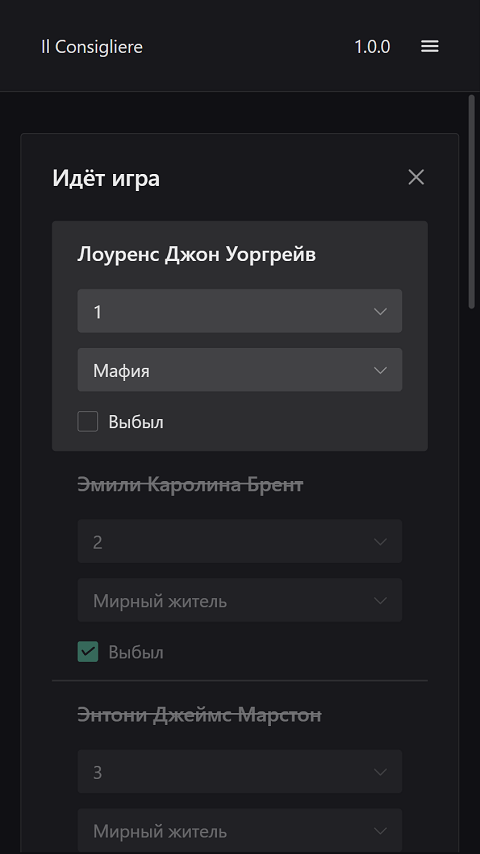 Il Consigliere 1.0.0
Идёт игра
Лоуренс Джон Уоргрейв
1
Мафия
Выбыл
Эмили Каролина Брент
2
Мирный житель
Выбыл
Энтони Джеймс Марстон
3
Мирный житель